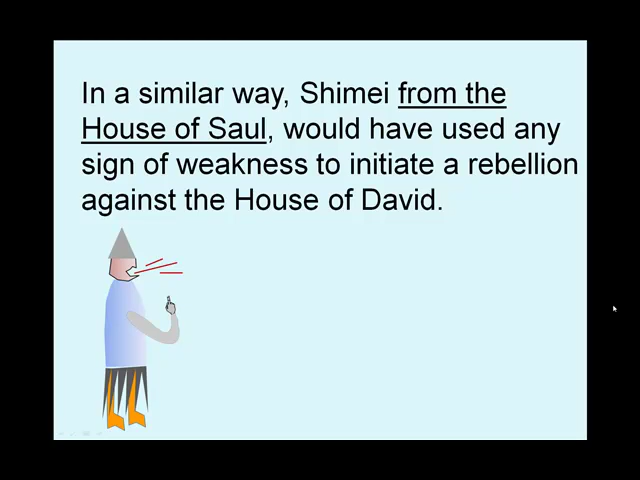 In a similar way, Shimei from the
House of Saul, would have used any
sign of weakness to initiate a rebellion
against the House of David.